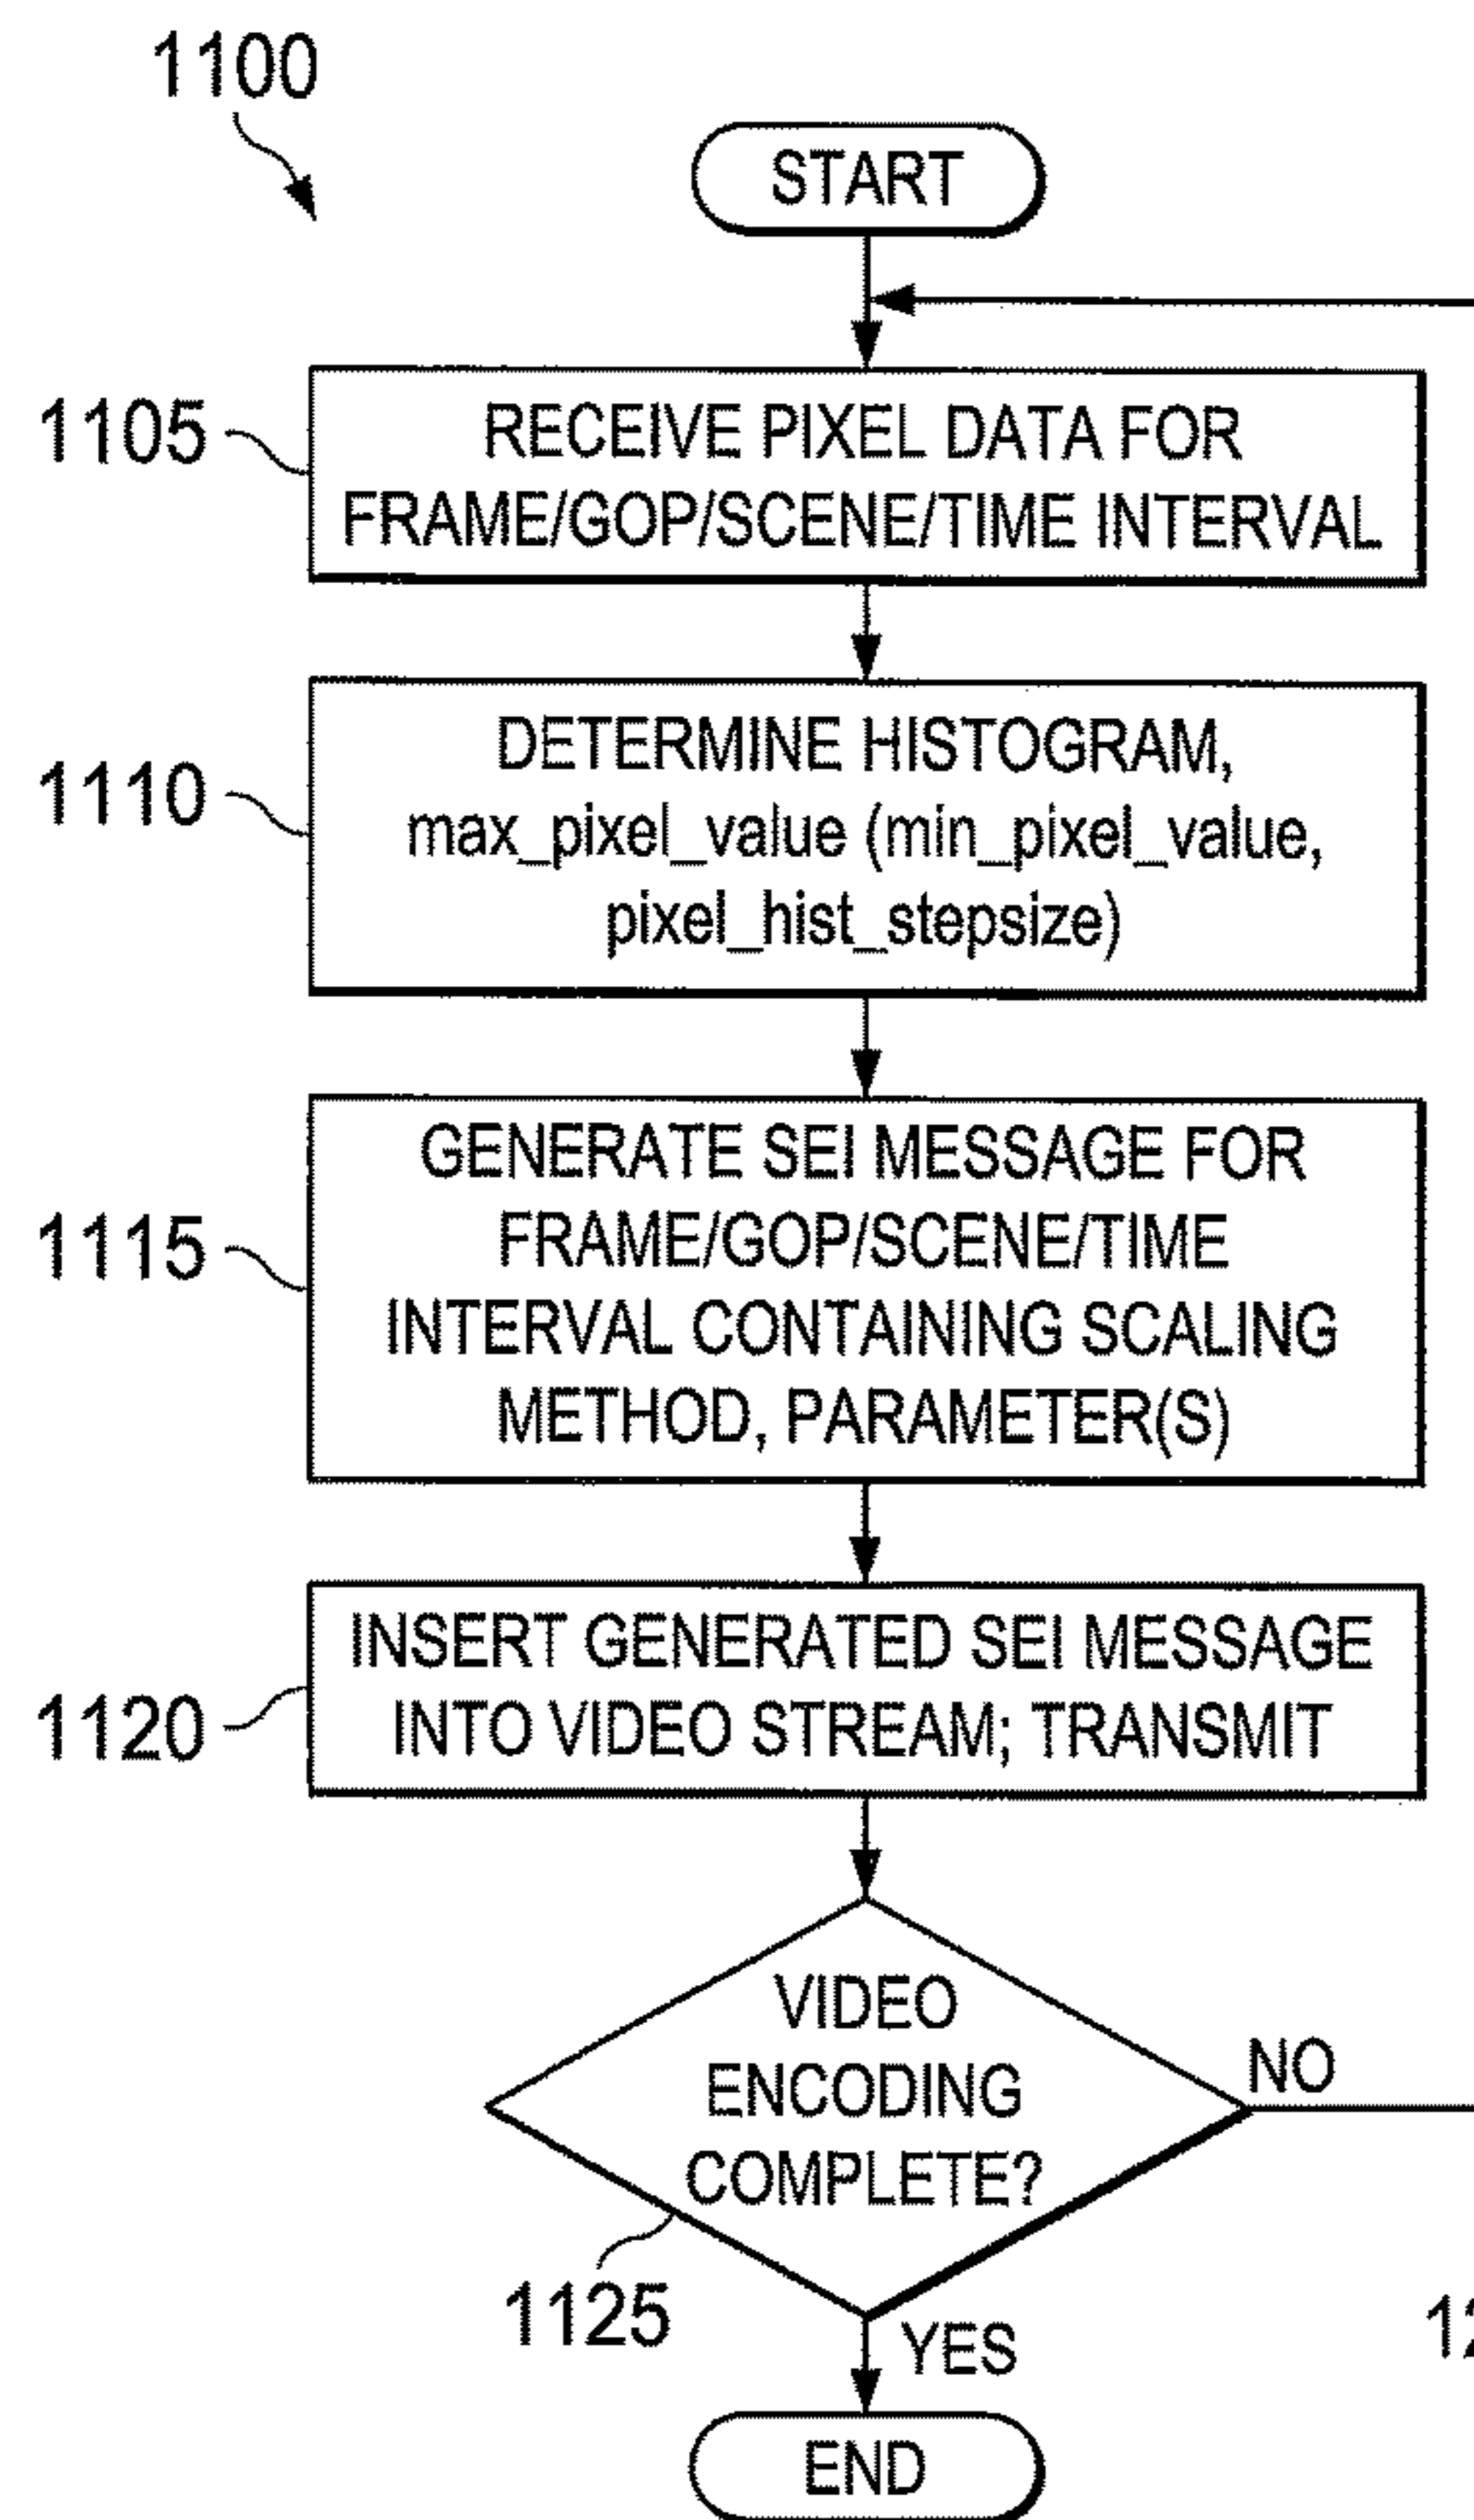 1100
START
1105
RECEIVE PIXEL DATA FOR
FRAME/GOP/SCENE/TIME INTERVAL
1110
DETERMINE HISTOGRAM,
max_pixel_value (min_pixel_value,
pixel_hist_stepsize)
1115
GENERATE SEI MESSAGE FOR
FRAME/GOP/SCENE/TIME
INTERVAL CONTAINING SCALING
METHOD, PARAMETER(S)
1120
INSERT GENERATED SEI MESSAGE
INTO VIDEO STREAM; TRANSMIT
VIDEO
ENCODING
COMPLETE?
NO
1125
YES
END